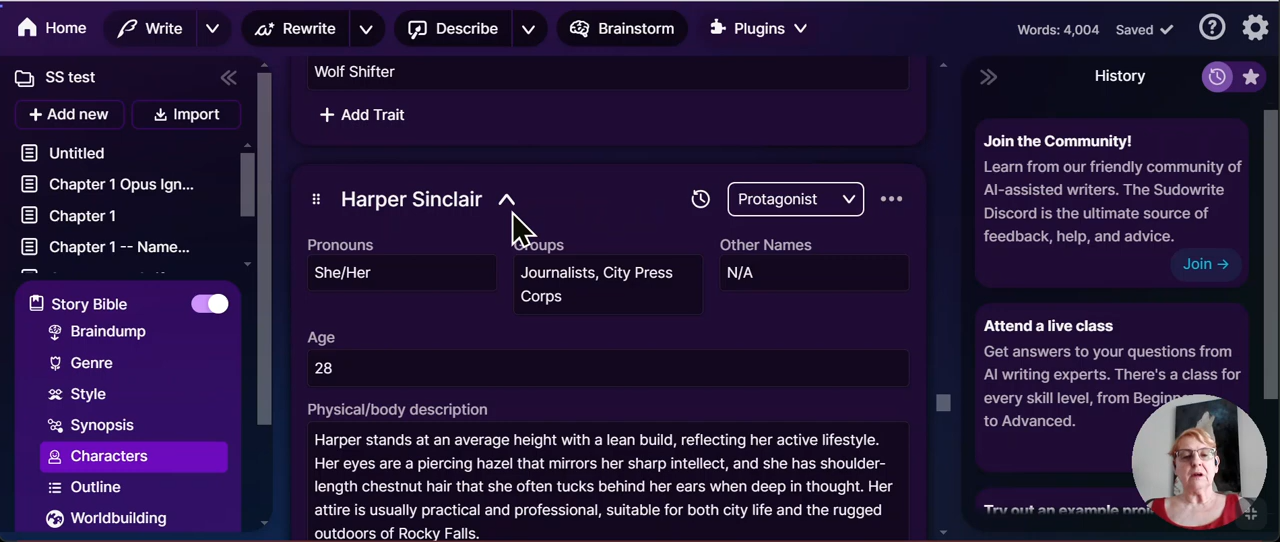 Home
Write
Rewrite
Describe
Brainstorm
Plugins
Words: 4,004
Saved
SS test
Add new
Import
Untitled
Chapter 1 Opus Ign...
Chapter 1
Chapter 1 -- Name...
Story Bible
Braindump
Genre
Style
Synopsis
Characters
Outline
Worldbuilding
Wolf Shifter
+ Add Trait
Harper Sinclair
Protagonist
Pronouns
She/Her
Groups
Journalists, City Press
Corps
Other Names
N/A
Age
28
Physical/body description
Harper stands at an average height with a lean build, reflecting her active lifestyle.
Her eyes are a piercing hazel that mirrors her sharp intellect, and she has shoulder-
length chestnut hair that she often tucks behind her ears when deep in thought. Her
attire is usually practical and professional, suitable for both city life and the rugged
outdoors of Rocky Falls.
History
Join the Community!
Learn from our friendly community of
AI-assisted writers. The Sudowrite
Discord is the ultimate source of
feedback, help, and advice.
Join →
Attend a live class
Get answers to your questions from
AI writing experts. There's a class for
every skill level, from Beginner
to Advanced.
Try out an example